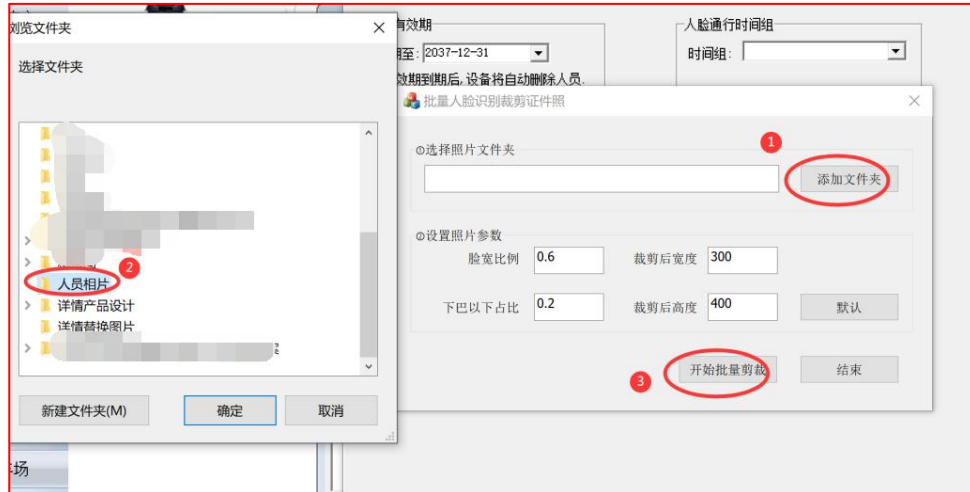 浏览文件夹
选择文件夹
人员相片
详情产品设计
详情替换图片
新建文件夹(M)
确定
取消
场
有效期
期至:
2037-12-31
效期到期后,设备将自动删除人员.
人脸通行时间组
时间组:
批量人脸识别裁剪证件照
①选择照片文件夹
添加文件夹
②设置照片参数
脸宽比例 0.6 裁剪后宽度 300
下巴以下占比 0.2 裁剪后高度 400 默认
开始批量剪裁 结束
1
2
3